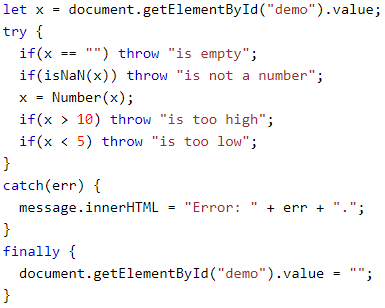 let x = document.getElementById("demo").value;
try {
  if(x == "") throw "is empty";
  if(isNaN(x)) throw "is not a number";
  x = Number(x);
  if(x > 10) throw "is too high";
  if(x < 5) throw "is too low";
}
catch(err) {
  message.innerHTML = "Error: " + err + ".";
}
finally {
  document.getElementById("demo").value = "";
}